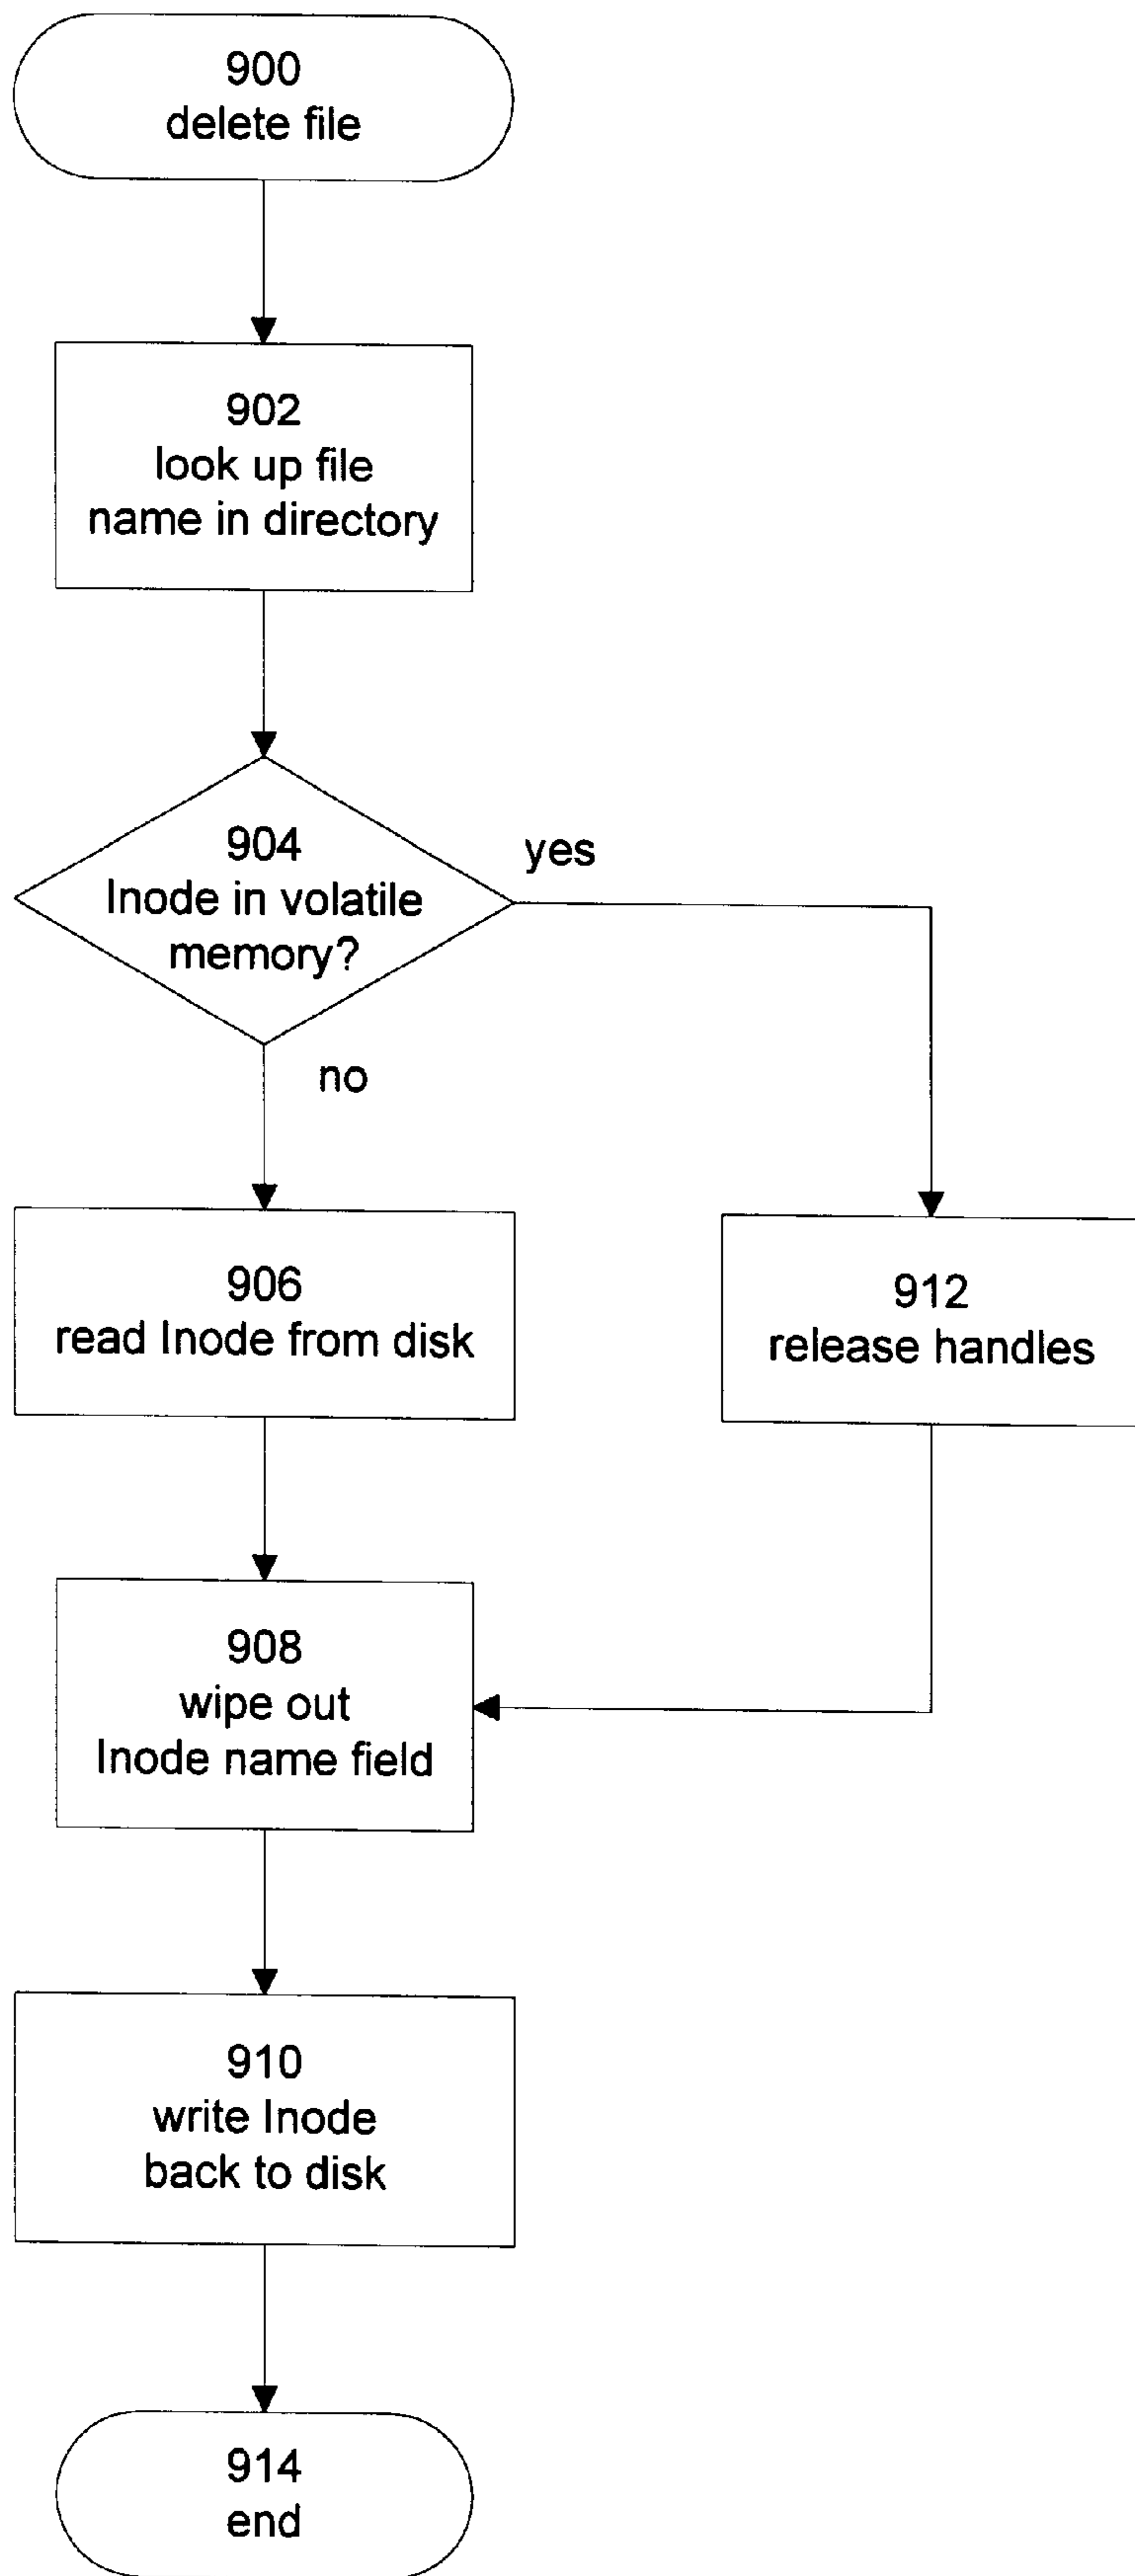 900
delete file
902
look up file
name in directory
904
Inode in volatile
memory?
yes
no
906
read Inode from disk
912
release handles
908
wipe out
Inode name field
910
write Inode
back to disk
914
end